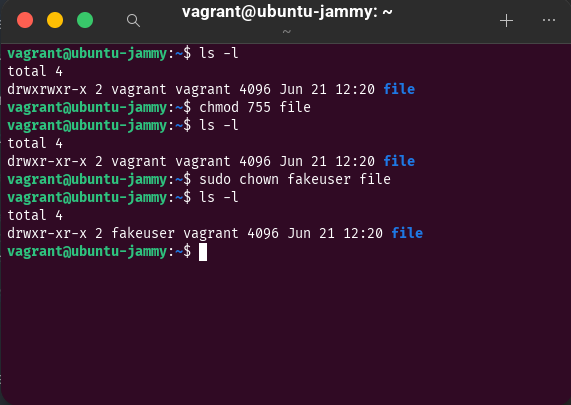 vagrant@ubuntu-jammy: ~
~
vagrant@ubuntu-jammy:~$ ls -l
total 4
drwxrwxr-x 2 vagrant vagrant 4096 Jun 21 12:20 file
vagrant@ubuntu-jammy:~$ chmod 755 file
vagrant@ubuntu-jammy:~$ ls -l
total 4
drwxr-xr-x 2 vagrant vagrant 4096 Jun 21 12:20 file
vagrant@ubuntu-jammy:~$ sudo chown fakeuser file
vagrant@ubuntu-jammy:~$ ls -l
total 4
drwxr-xr-x 2 fakeuser vagrant 4096 Jun 21 12:20 file
vagrant@ubuntu-jammy:~$